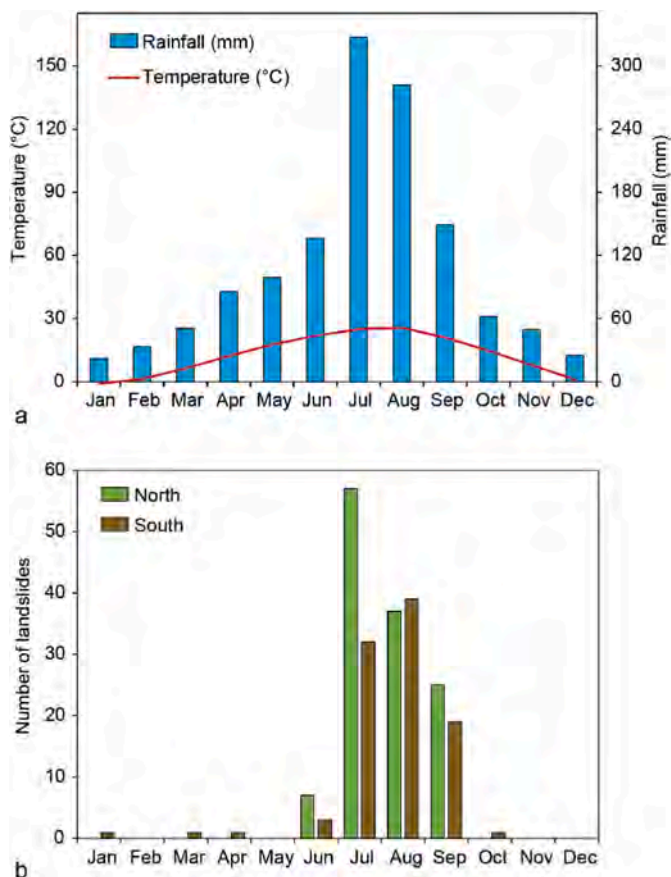 Rainfall (mm)
Temperature (°C)
Temperature (°C)
150
120
90
60
30
0
Rainfall (mm)
300
240
180
120
60
0
Jan Feb Mar Apr May Jun Jul Aug Sep Oct Nov Dec
a
North
South
Number of landslides
60
50
40
30
20
10
0
Jan Feb Mar Apr May Jun Jul Aug Sep Oct Nov Dec
b